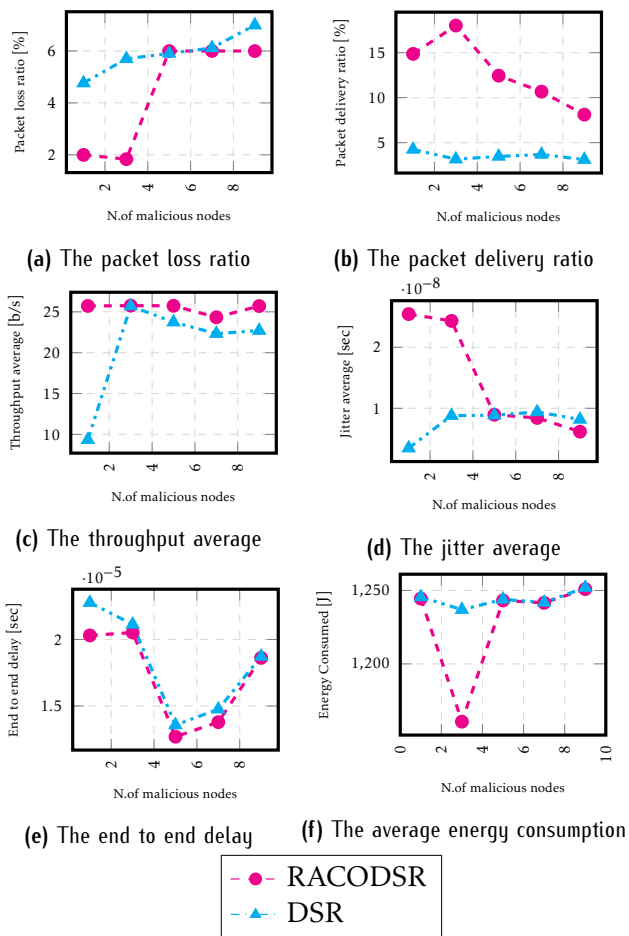 Packet loss ratio [%]
6
4
2
2
4
6
8
N.of malicious nodes
(a) The packet loss ratio
Packet delivery ratio [%]
15
10
5
2
4
6
8
N.of malicious nodes
(b) The packet delivery ratio
Throughput average [b/s]
25
20
15
10
2
4
6
8
N.of malicious nodes
(c) The throughput average
·10⁻⁸
Jitter average [sec]
2
1
2
4
6
8
N.of malicious nodes
(d) The jitter average
·10⁻⁵
End to end delay [sec]
2
1.5
2
4
6
8
N.of malicious nodes
(e) The end to end delay
Energy Consumed [J]
1,250
1,200
0
2
4
6
8
10
N.of malicious nodes
(f) The average energy consumption
RACODSR
DSR